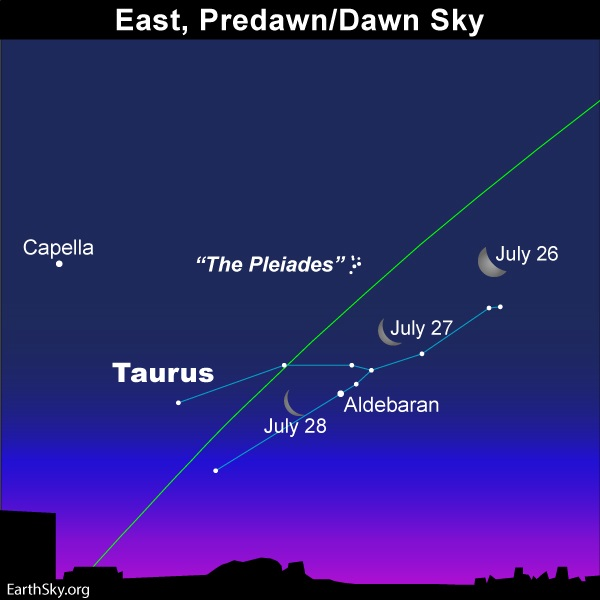 East, Predawn/Dawn Sky
Capella
“The Pleiades”
July 26
July 27
Taurus
Aldebaran
July 28
EarthSky.org